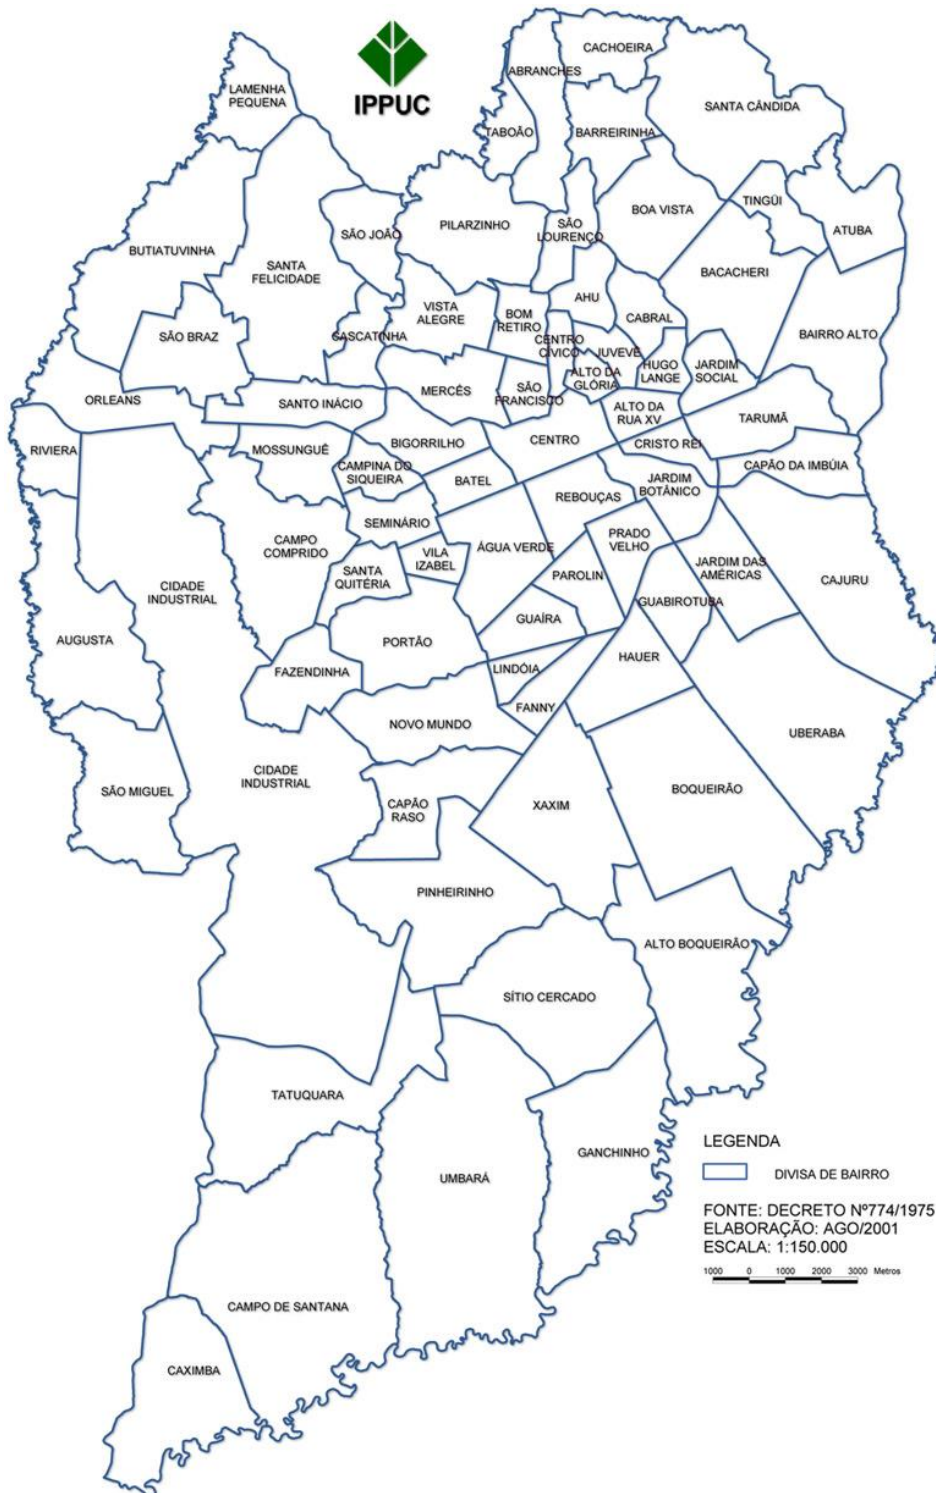 IPPUC
CACHOEIRA
ABRANCHES
LAMENHA
PEQUENA
SANTA CÂNDIDA
TABOÃO
BARREIRINHA
TINGÜI
BOA VISTA
PILARZINHO
SÃO
LOURENÇO
ATUBA
SÃO JOÃO
BUTIATUVINHA
SANTA
FELICIDADE
BACACHERI
AHU
VISTA
ALEGRE
BOM
RETIRO
CABRAL
BAIRRO ALTO
SÃO BRAZ
CASCATINHA
CENTRO
CÍVICO
JUVEVÊ
HUGO
LANGE
JARDIM
SOCIAL
ALTO DA
GLÓRIA
MERCÊS
SÃO
FRANCISCO
ORLEANS
SANTO INÁCIO
ALTO DA
RUA XV
TARUMÃ
RIVIERA
MOSSUNGUÊ
BIGORRILHO
CENTRO
CRISTO REI
CAMPINA DO
SIQUEIRA
CAPÃO DA IMBÚIA
BATEL
JARDIM
BOTÂNICO
REBOUÇAS
SEMINÁRIO
CAMPO
COMPRIDO
ÁGUA VERDE
PRADO
VELHO
VILA
IZABEL
JARDIM DAS
AMÉRICAS
SANTA
QUITÉRIA
PAROLIN
CAJURU
CIDADE
INDUSTRIAL
GUABIROTUBA
GUAÍRA
AUGUSTA
PORTÃO
HAUER
FAZENDINHA
LINDÓIA
FANNY
NOVO MUNDO
UBERABA
CIDADE
INDUSTRIAL
SÃO MIGUEL
BOQUEIRÃO
CAPÃO
RASO
XAXIM
PINHEIRINHO
ALTO BOQUEIRÃO
SÍTIO CERCADO
TATUQUARA
GANCHINHO
UMBARÁ
CAMPO DE SANTANA
CAXIMBA
LEGENDA
DIVISA DE BAIRRO
FONTE: DECRETO Nº774/1975
ELABORAÇÃO: AGO/2001
ESCALA: 1:150.000
1000 0 1000 2000 3000 Metros